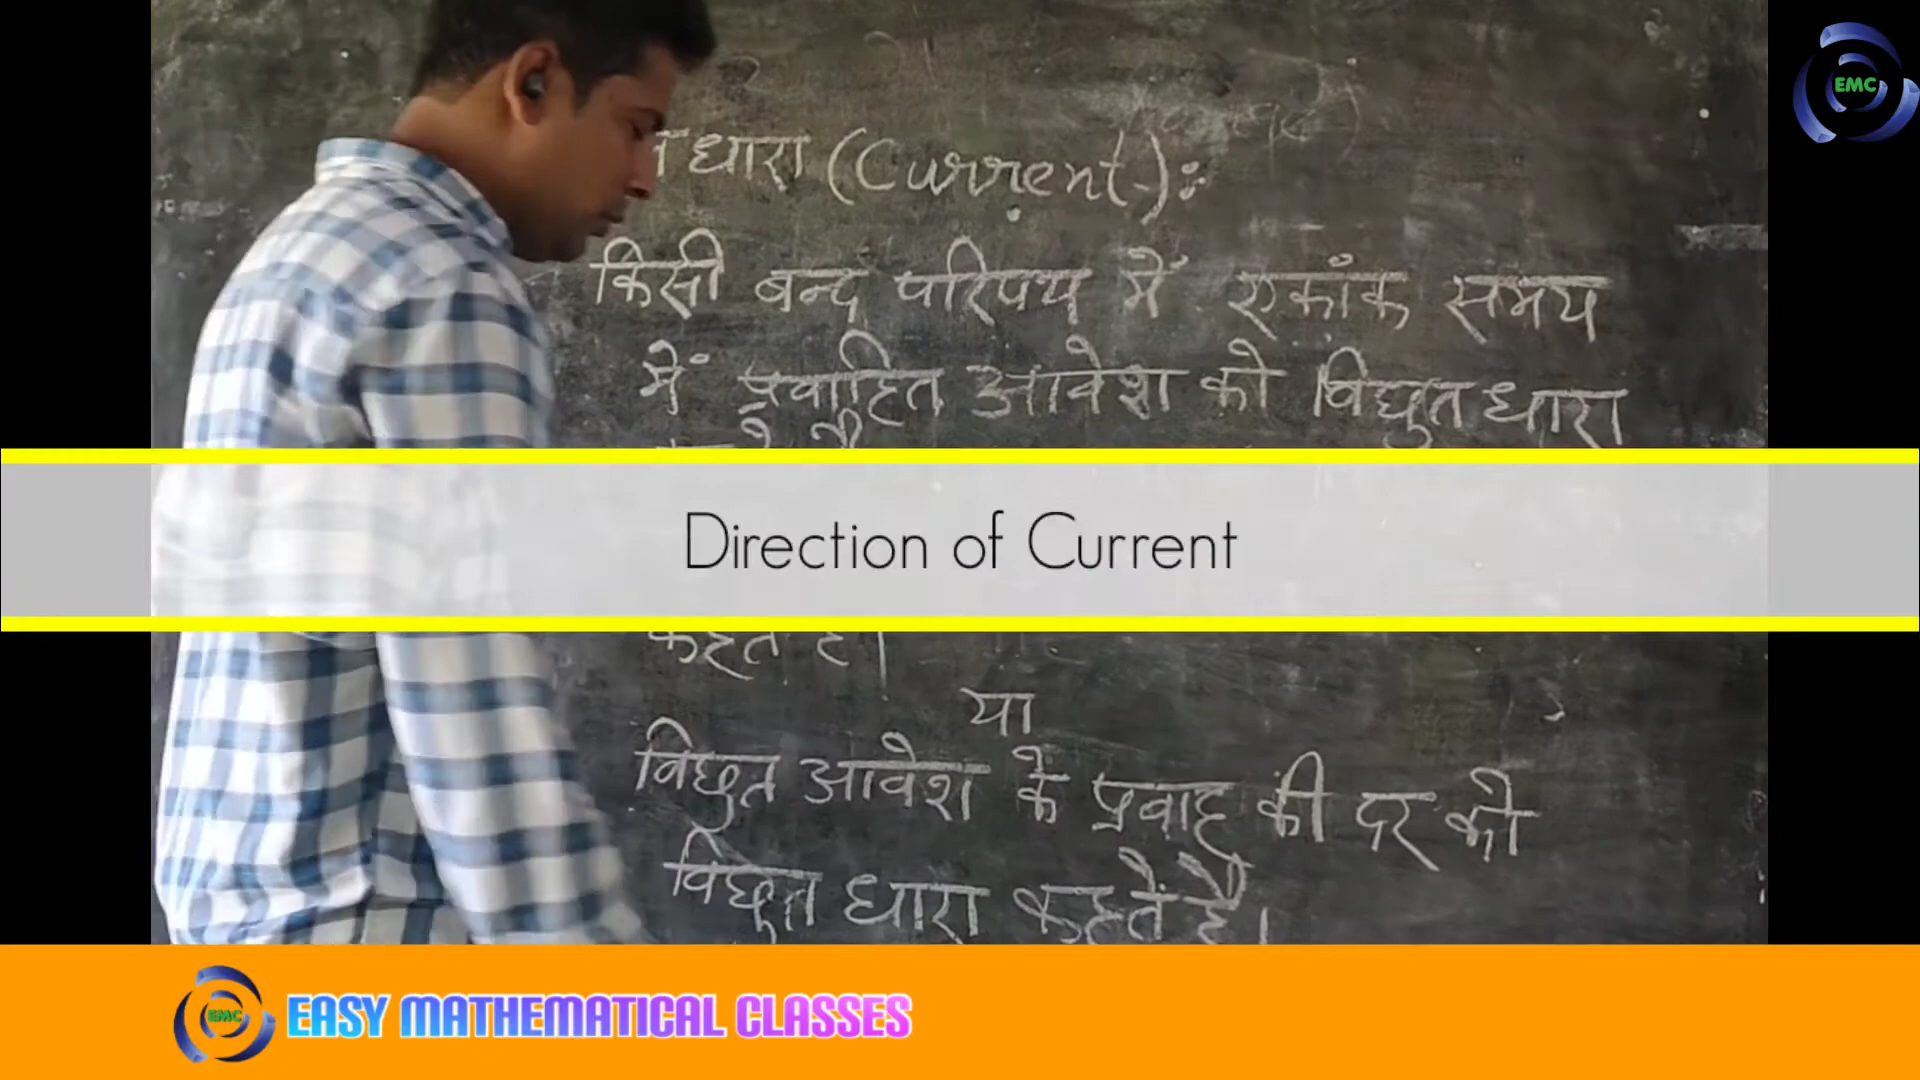 EMC
धारा (Current):
किसी बन्द परिपथ में एकांक समय
में प्रवाहित आवेश को विद्युत धारा
Direction of Current
कहते है।
या
विद्युत आवेश के प्रवाह की दर को
विद्युत धारा कहतें है।
EMC EASY MATHEMATICAL CLASSES